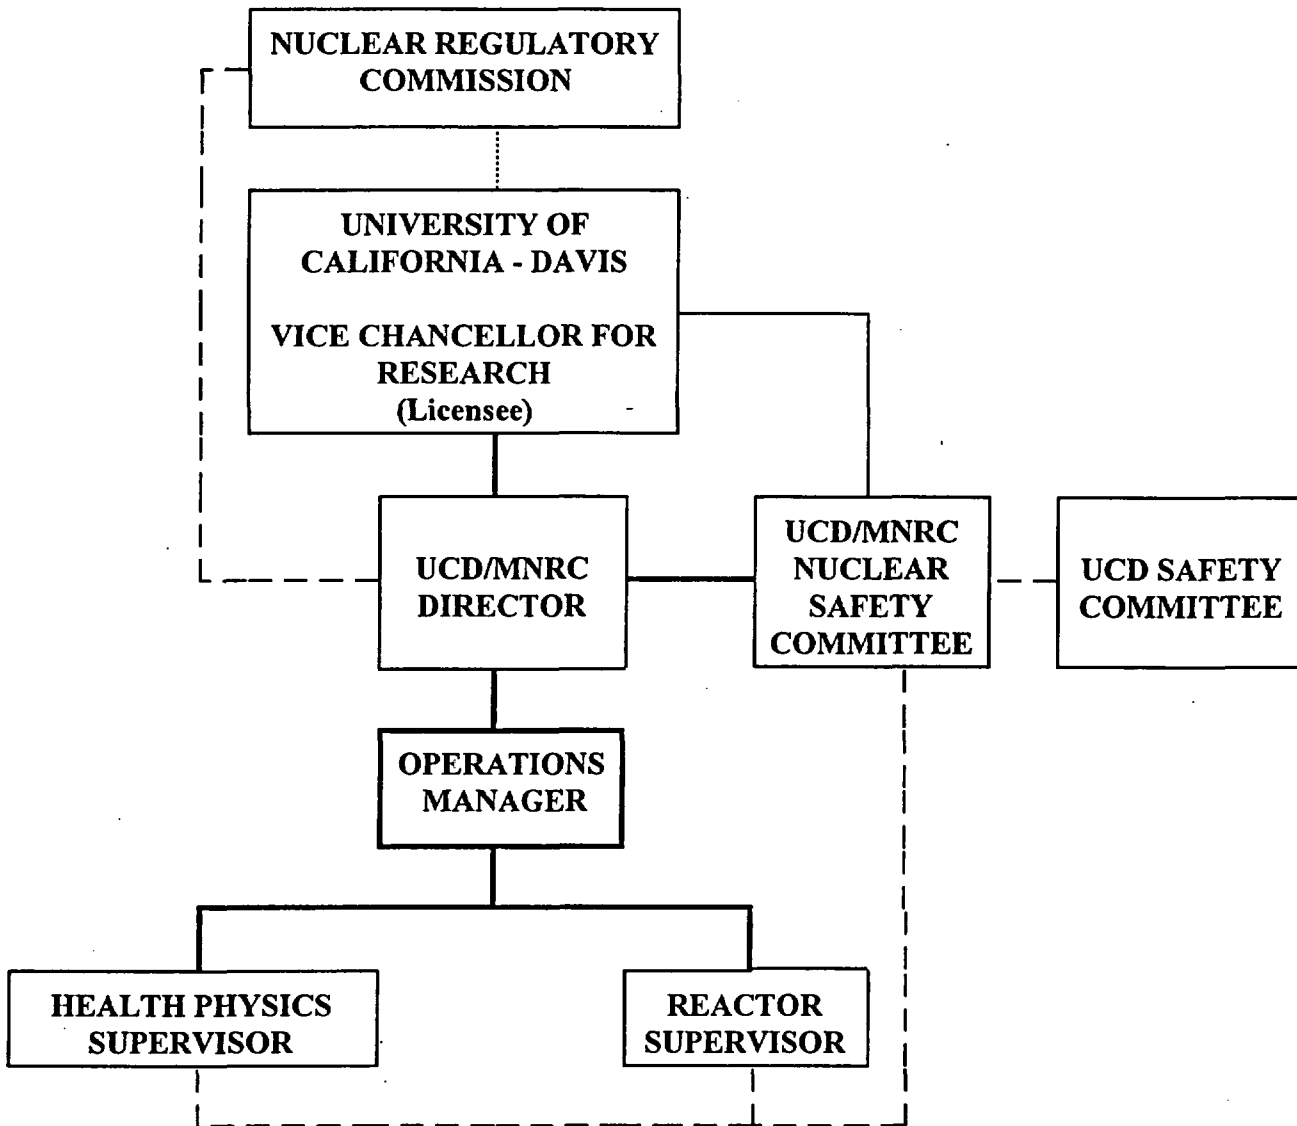 NUCLEAR REGULATORY
COMMISSION
UNIVERSITY OF
CALIFORNIA - DAVIS
VICE CHANCELLOR FOR
RESEARCH
(Licensee)
UCD/MNRC
DIRECTOR
UCD/MNRC
NUCLEAR
SAFETY
COMMITTEE
UCD SAFETY
COMMITTEE
OPERATIONS
MANAGER
HEALTH PHYSICS
SUPERVISOR
REACTOR
SUPERVISOR